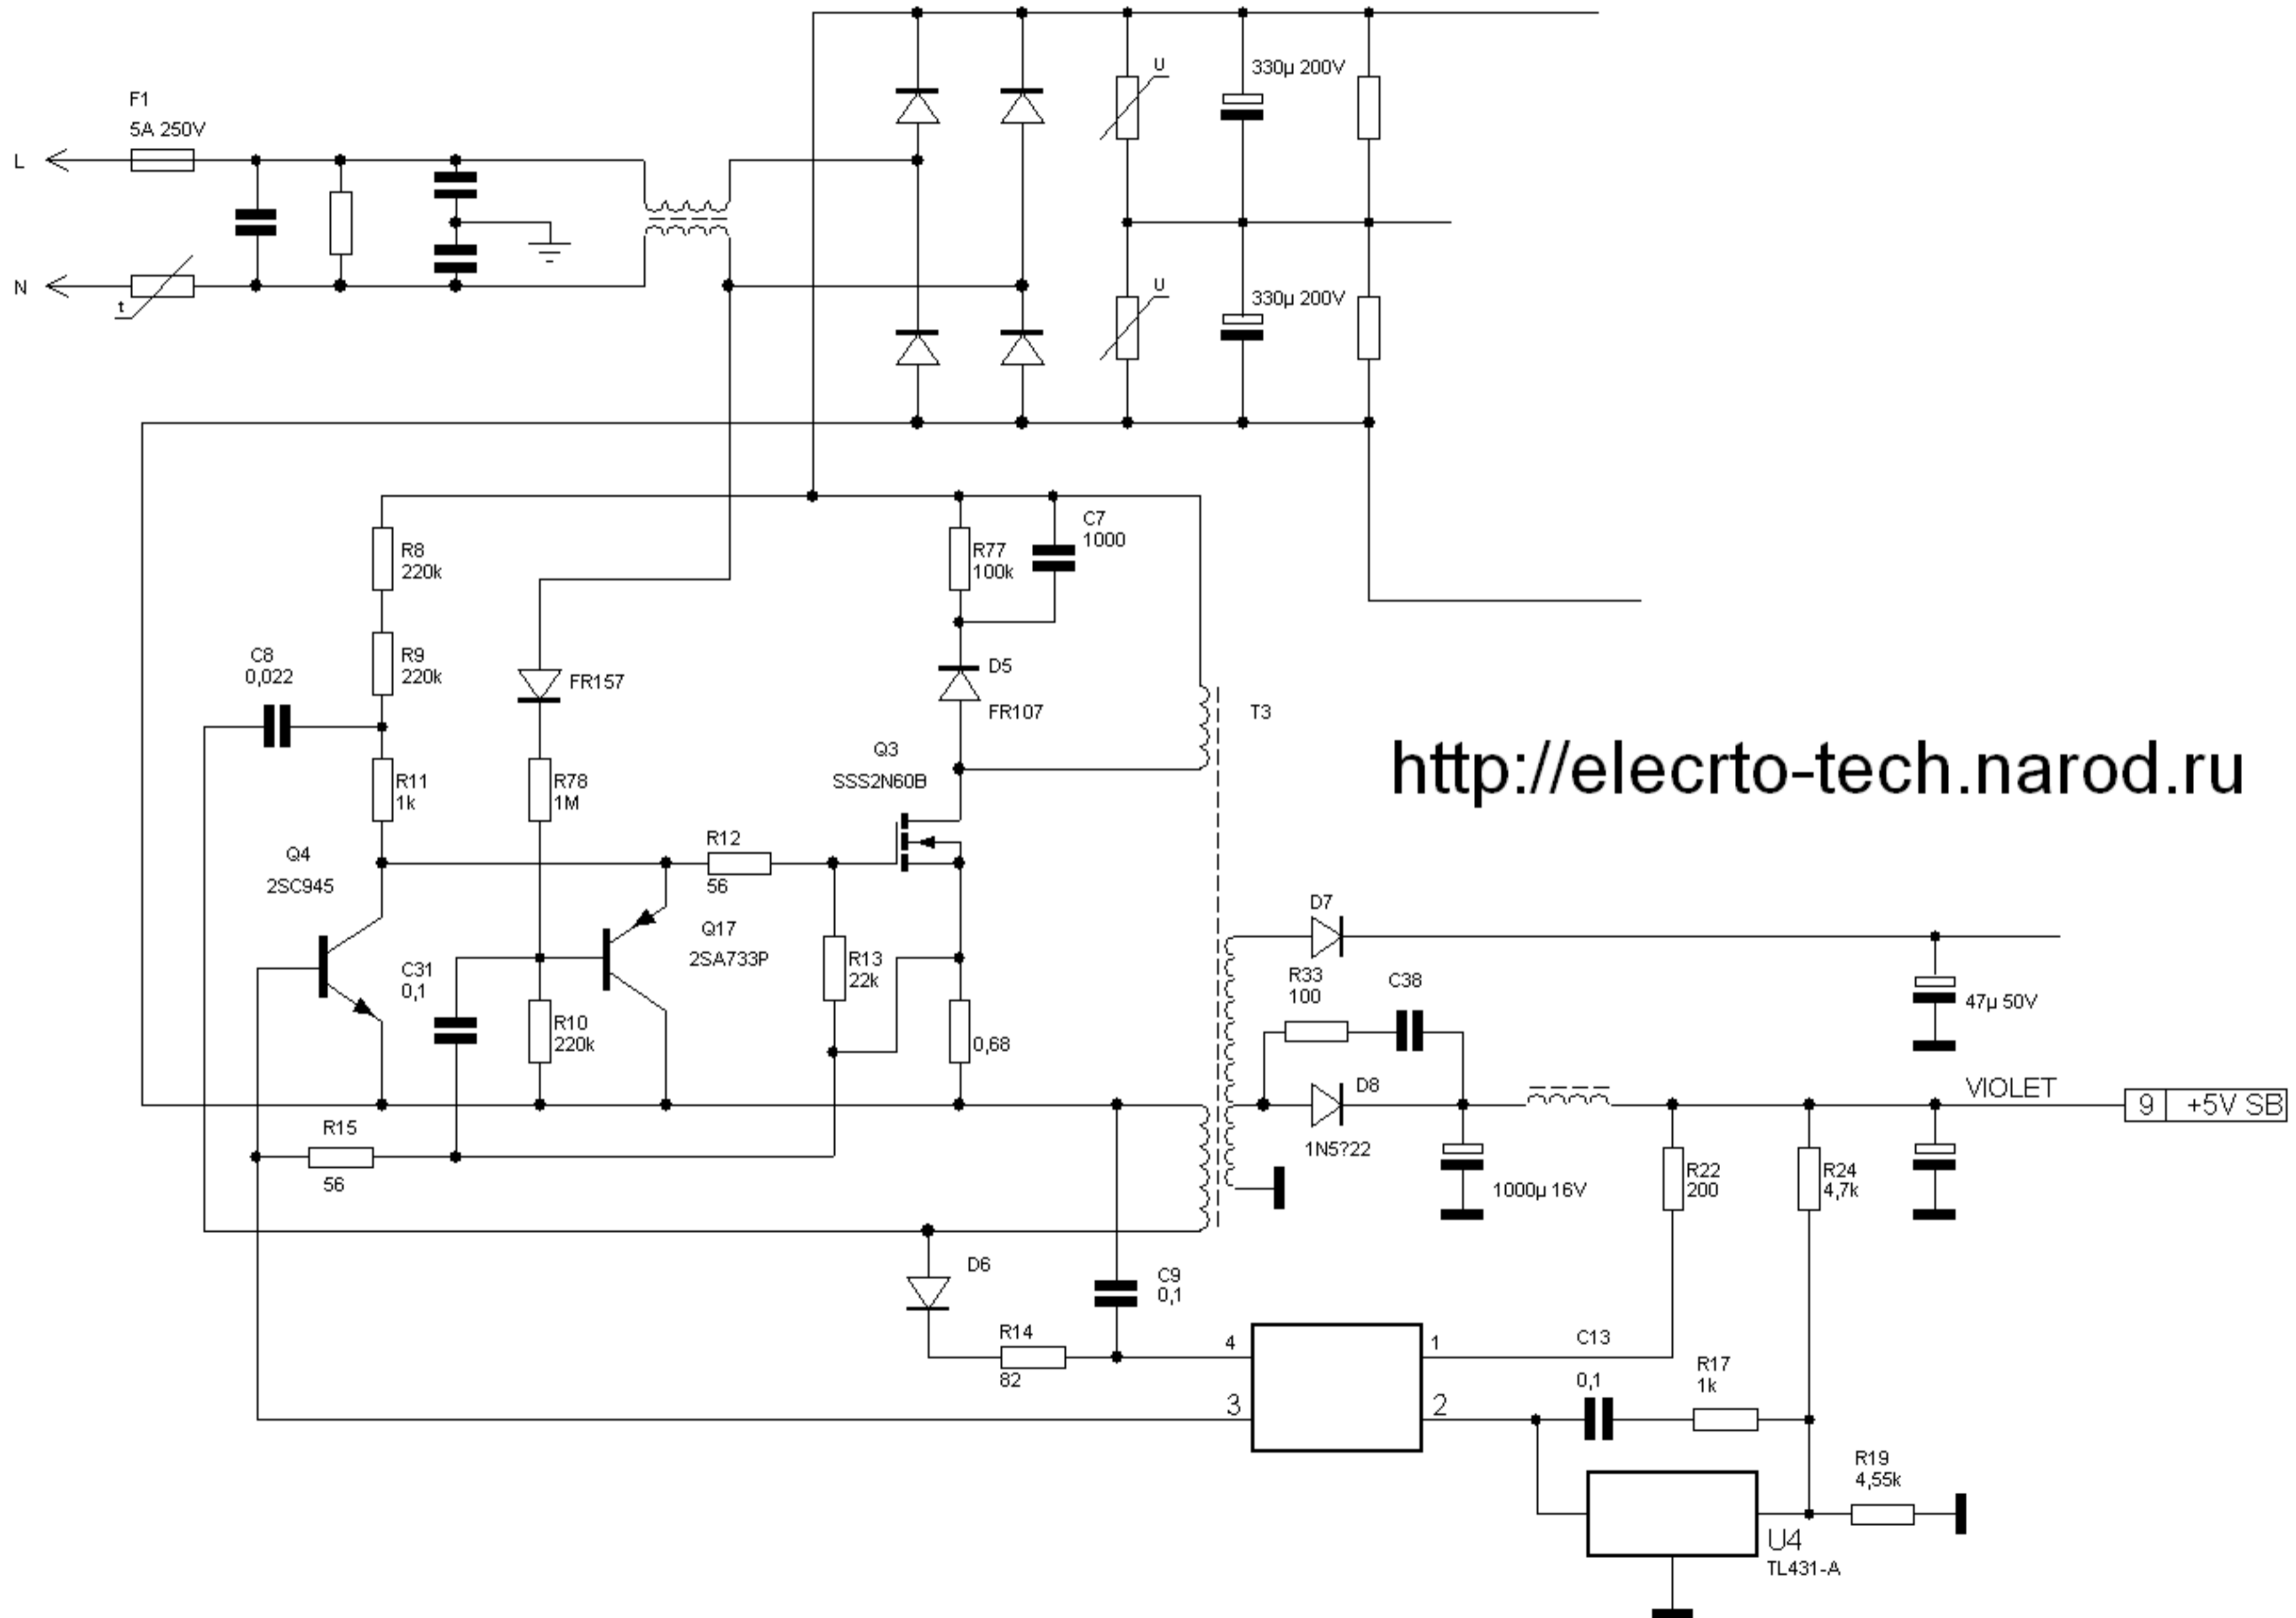 F1
5A 250V
L
N
t
U
330µ 200V
U
330µ 200V
R8
220k
R9
220k
C8
0,022
R11
1k
FR157
R78
1M
R77
100k
C7
1000
D5
FR107
T3
Q3
SSS2N60B
http://elecrto-tech.narod.ru
Q4
2SC945
R12
56
Q17
2SA733P
C31
0,1
R10
220k
R13
22k
0,68
D7
R33
100
C38
47µ 50V
D8
1N5?22
VIOLET
9
+5V SB
1000µ 16V
R22
200
R24
4,7k
R15
56
D6
C9
0,1
R14
82
4
3
1
2
C13
0,1
R17
1k
R19
4,55k
U4
TL431-A